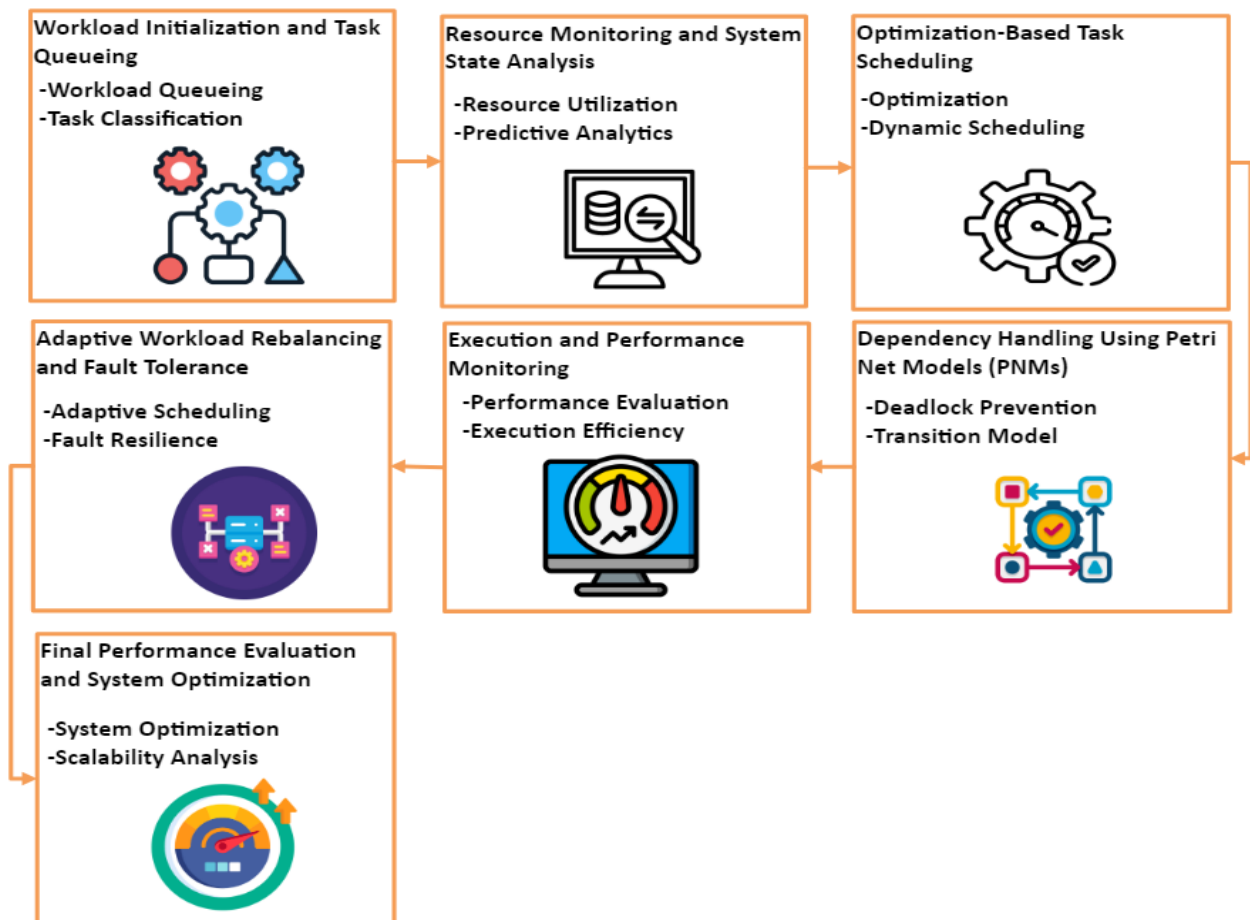 Workload Initialization and Task
Queueing
-Workload Queueing
-Task Classification
Resource Monitoring and System
State Analysis
-Resource Utilization
-Predictive Analytics
Optimization-Based Task
Scheduling
-Optimization
-Dynamic Scheduling
Dependency Handling Using Petri
Net Models (PNMs)
-Deadlock Prevention
-Transition Model
Execution and Performance
Monitoring
-Performance Evaluation
-Execution Efficiency
Adaptive Workload Rebalancing
and Fault Tolerance
-Adaptive Scheduling
-Fault Resilience
Final Performance Evaluation
and System Optimization
-System Optimization
-Scalability Analysis